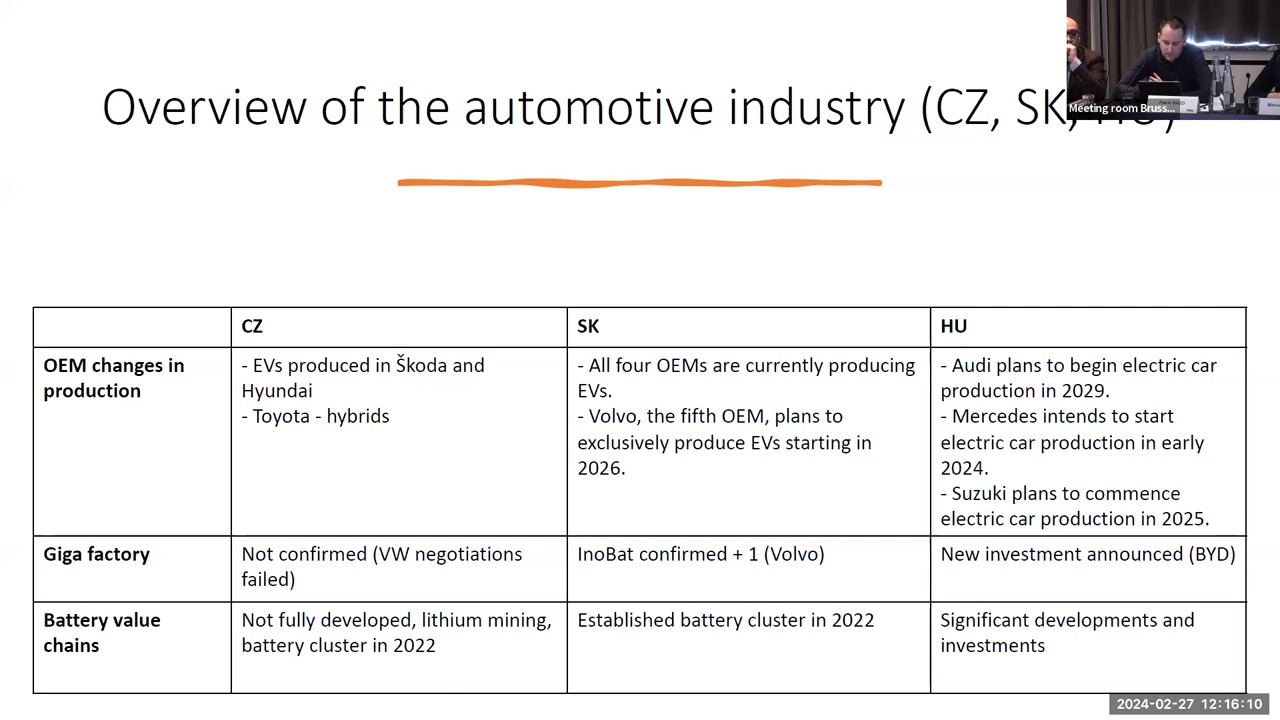 Overview of the automotive industry (CZ, SK, HU)
Meeting room Bruss...
CZ
SK
HU
OEM changes in
production
- EVs produced in Škoda and
Hyundai
- Toyota - hybrids
- All four OEMs are currently producing
EVs.
- Volvo, the fifth OEM, plans to
exclusively produce EVs starting in
2026.
- Audi plans to begin electric car
production in 2029.
- Mercedes intends to start
electric car production in early
2024.
- Suzuki plans to commence
electric car production in 2025.
Giga factory
Not confirmed (VW negotiations
failed)
InoBat confirmed + 1 (Volvo)
New investment announced (BYD)
Battery value
chains
Not fully developed, lithium mining,
battery cluster in 2022
Established battery cluster in 2022
Significant developments and
investments
2024-02-27 12:16:10